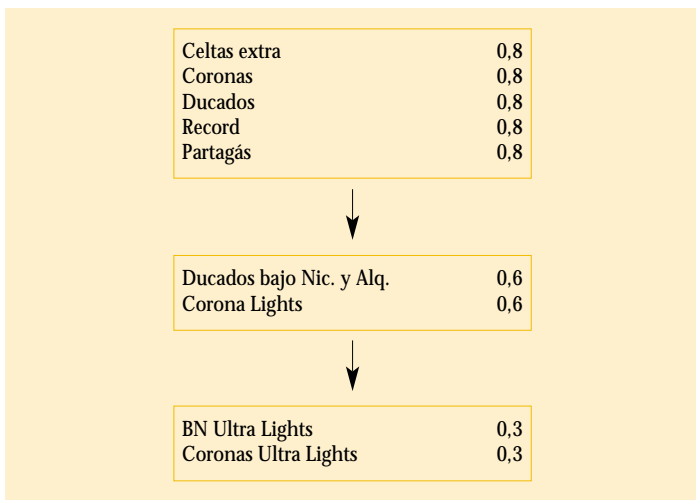 Celtas extra 0,8
Coronas 0,8
Ducados 0,8
Record 0,8
Partagás 0,8
Ducados bajo Nic. y Alq. 0,6
Corona Lights 0,6
BN Ultra Lights 0,3
Coronas Ultra Lights 0,3